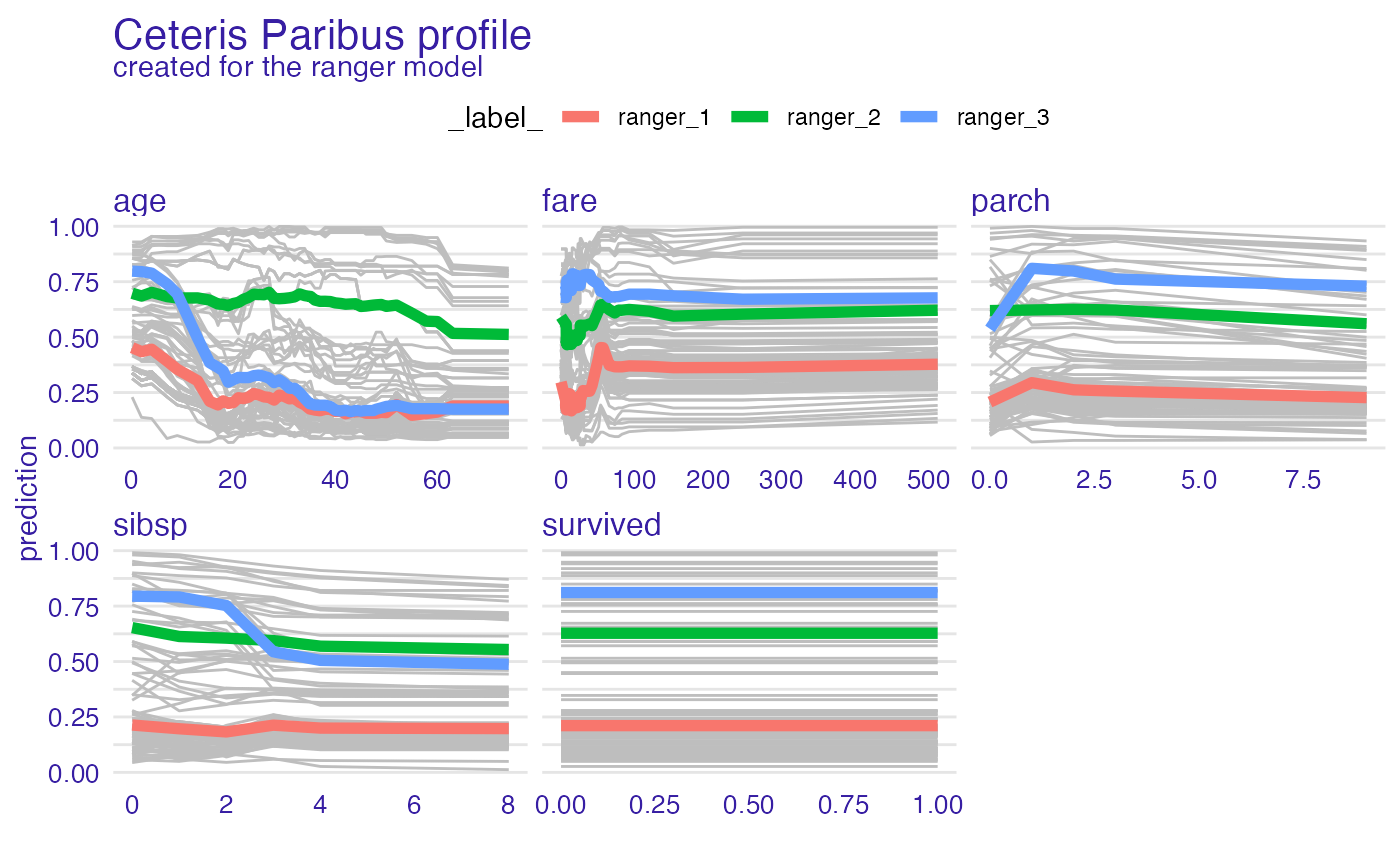 Ceteris Paribus profile
created for the ranger model
_label_ ranger_1 ranger_2 ranger_3
age fare parch
1.00
0.75
0.50
0.25
0.00
0 20 40 60 0 100 200 300 400 500 0.0 2.5 5.0 7.5
prediction
sibsp survived
1.00
0.75
0.50
0.25
0.00
0 2 4 6 8 0.00 0.25 0.50 0.75 1.00